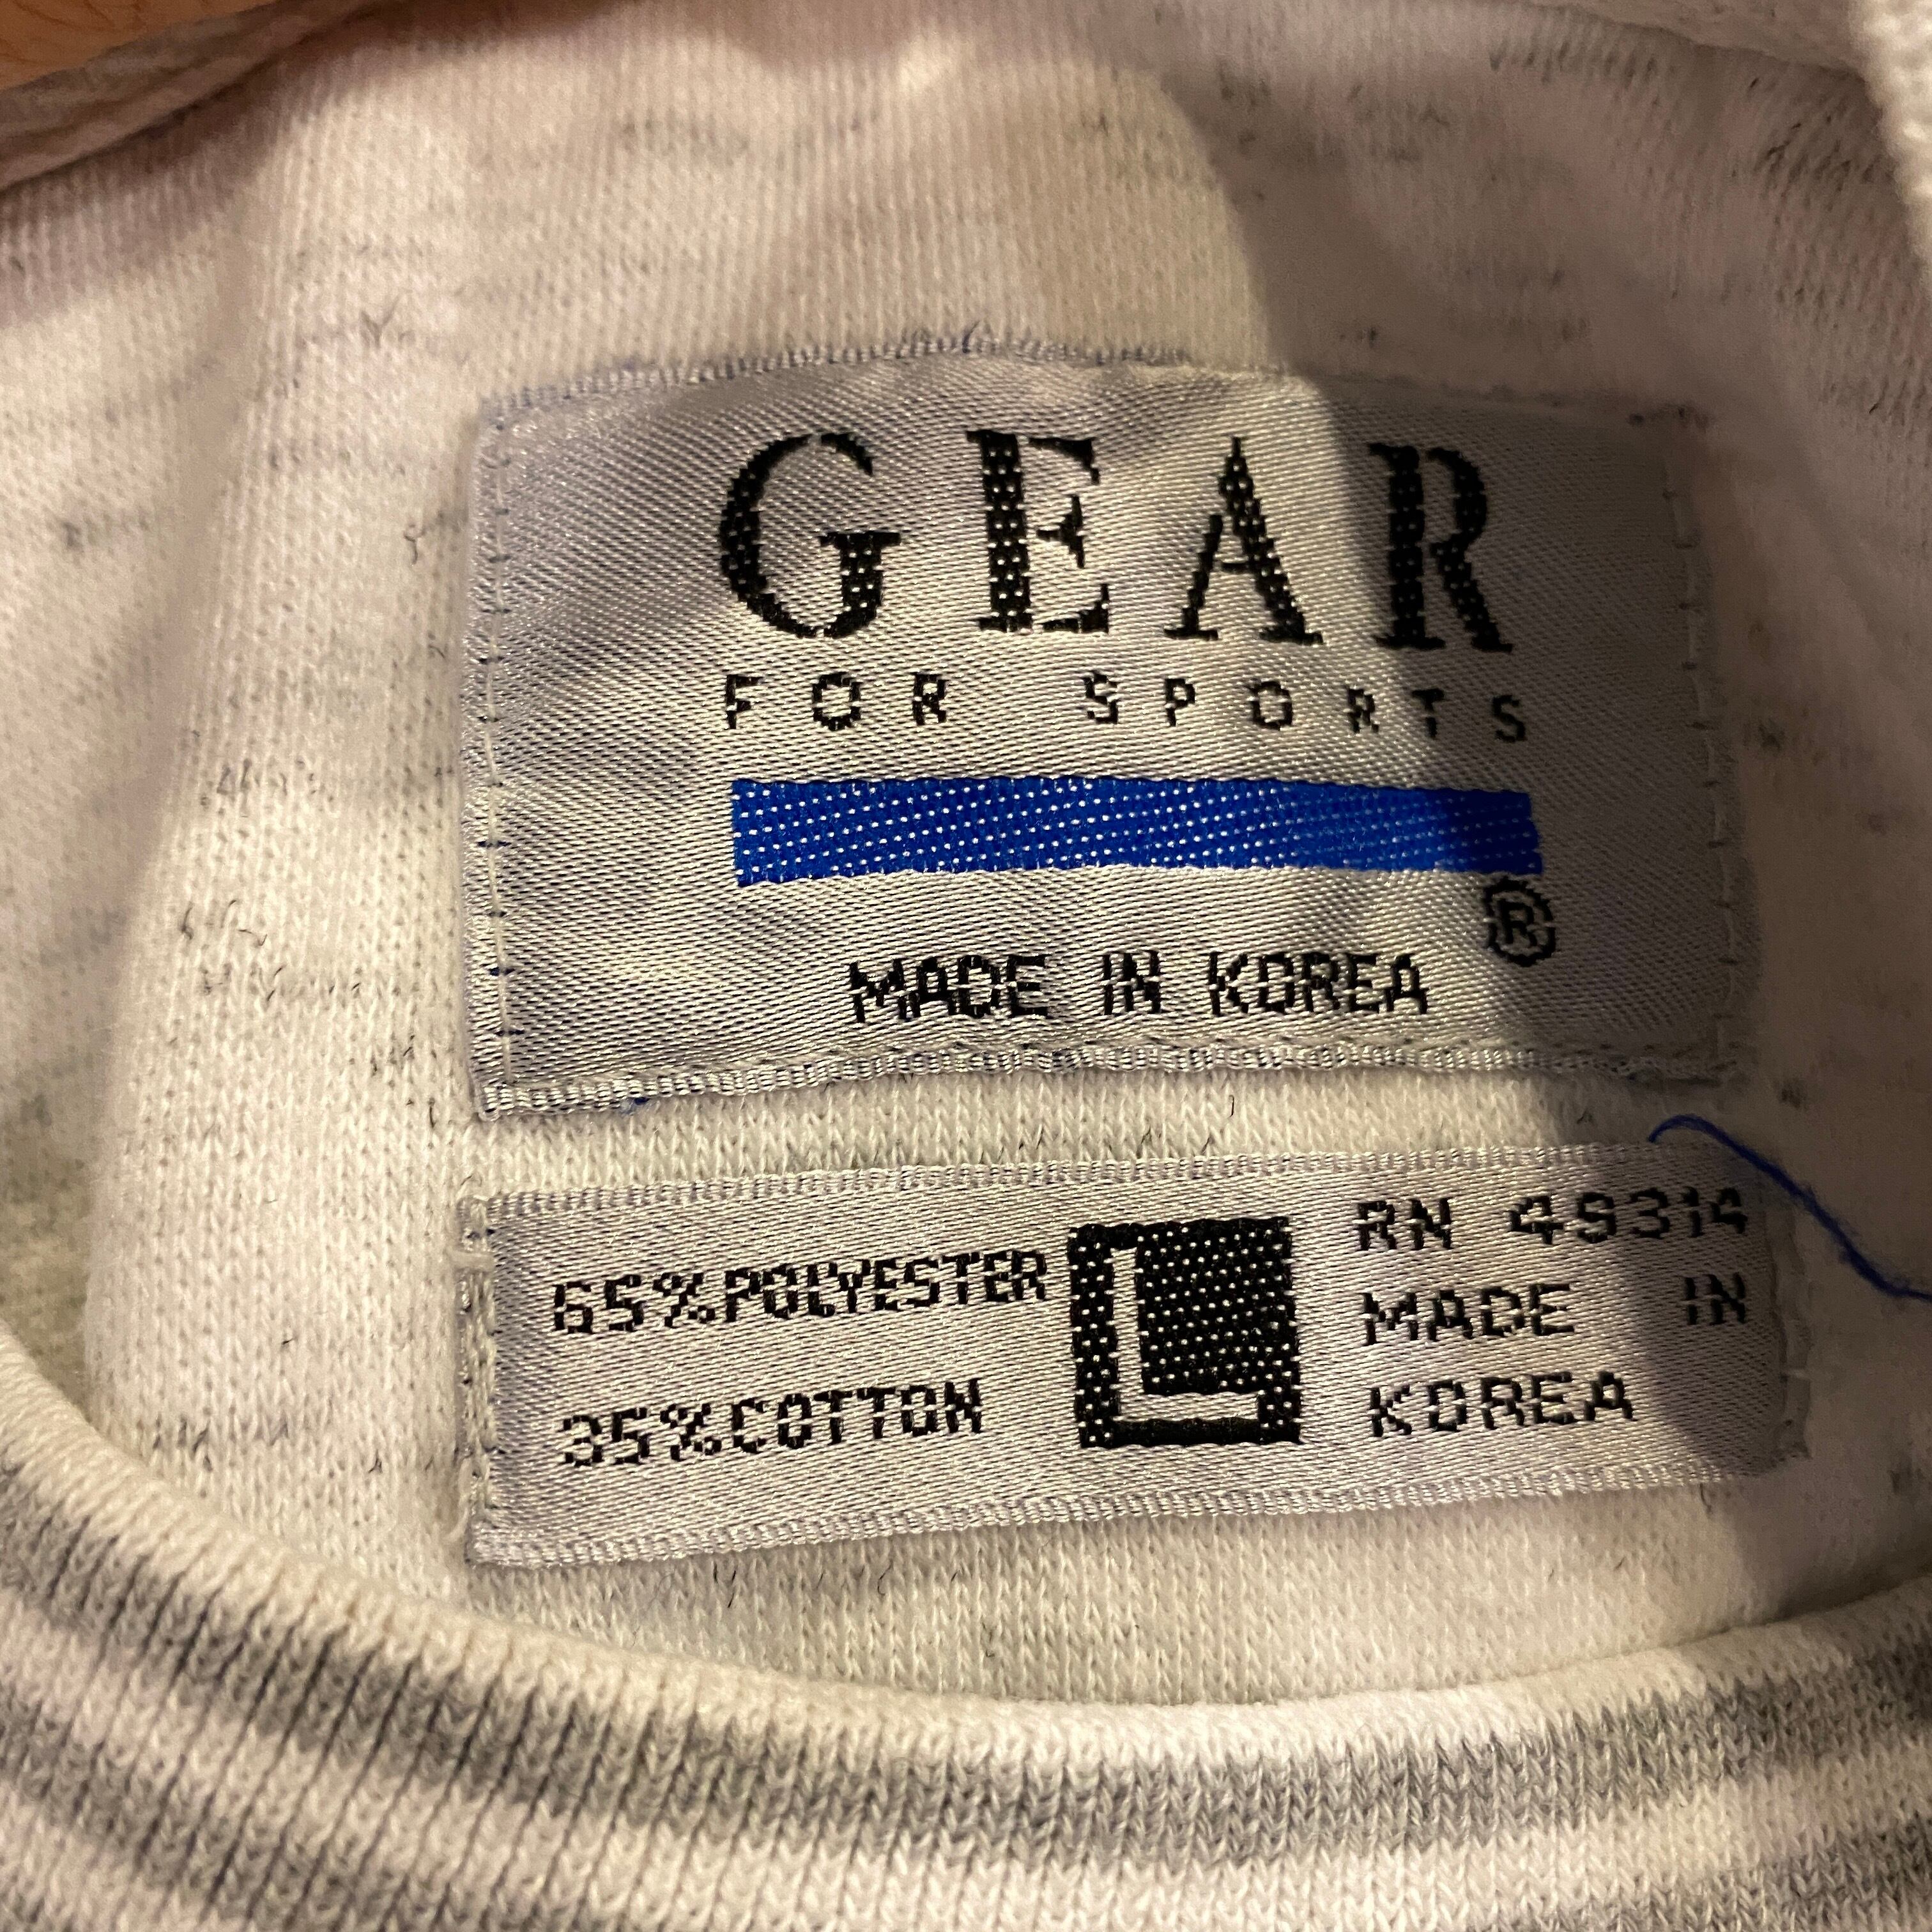 GEAR
FOR SPORTS
®
MADE IN KOREA
65%POLYESTER
35%COTTON
L
RN 49314
MADE IN
KOREA